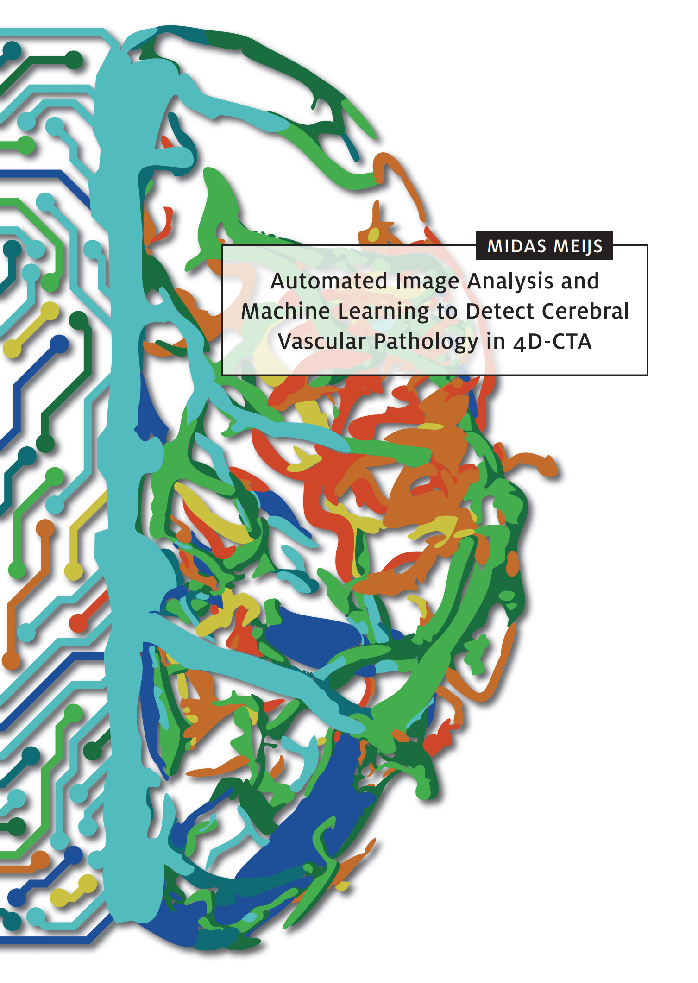 MIDAS MEIJS
Automated Image Analysis and
Machine Learning to Detect Cerebral
Vascular Pathology in 4D-CTA